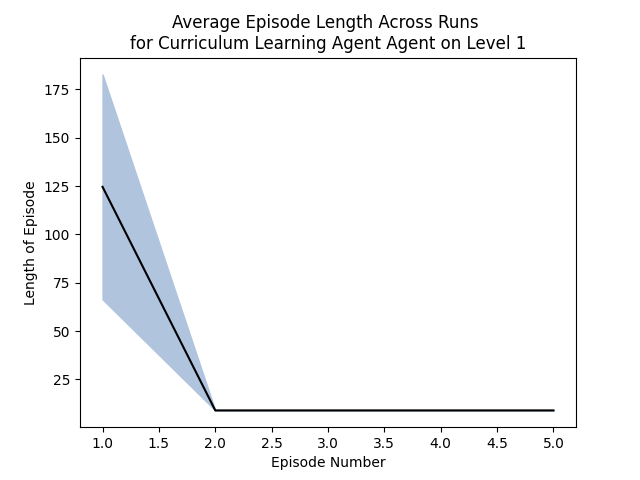 Average Episode Length Across Runs
for Curriculum Learning Agent Agent on Level 1
175
150
125
100
75
50
25
Length of Episode
1.0 1.5 2.0 2.5 3.0 3.5 4.0 4.5 5.0
Episode Number